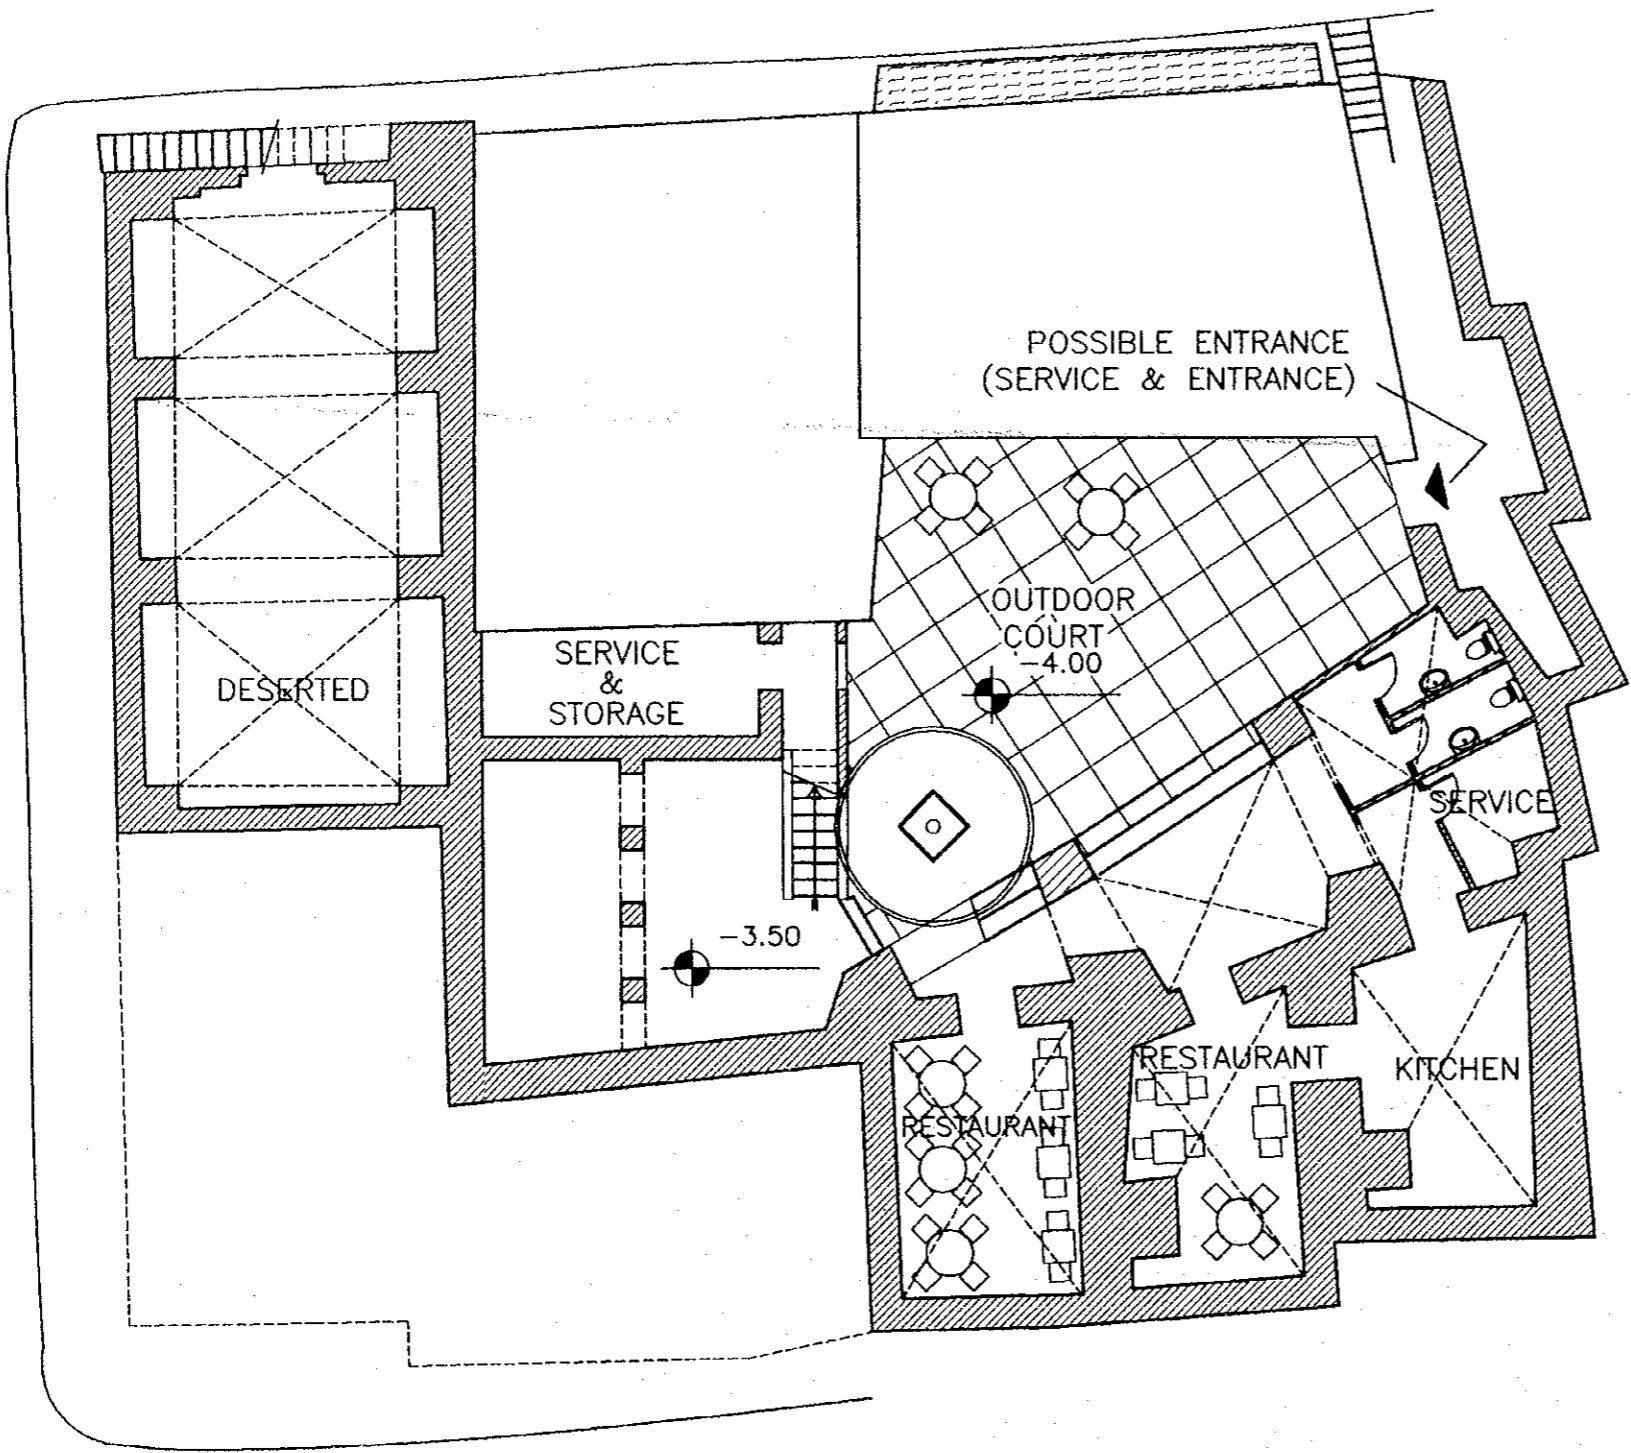 POSSIBLE ENTRANCE
(SERVICE & ENTRANCE)
OUTDOOR
COURT
-4.00
SERVICE
&
STORAGE
DESERTED
SERVICE
-3.50
RESTAURANT
KITCHEN
RESTAURANT